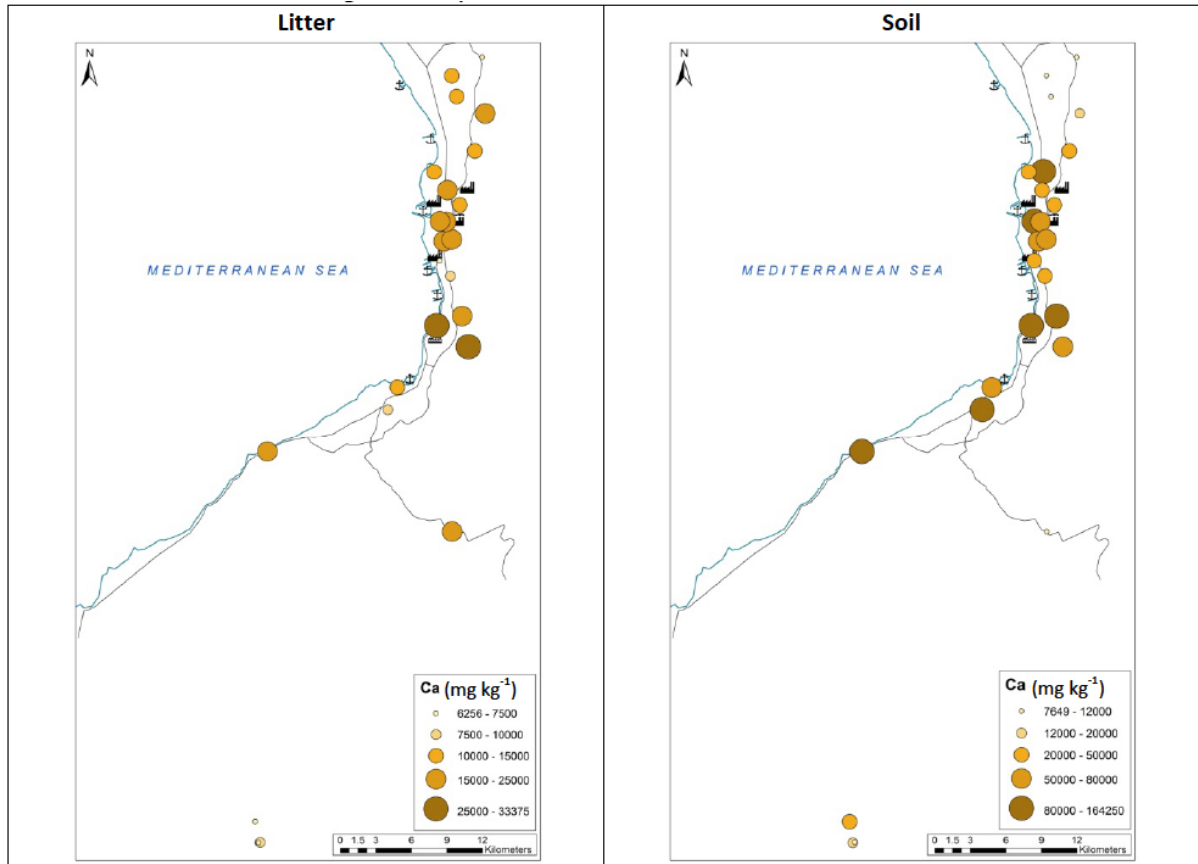 Litter
Soil
N
N
MEDITERRANEAN SEA
MEDITERRANEAN SEA
Ca (mg kg-1)
6256 - 7500
7500 - 10000
10000 - 15000
15000 - 25000
25000 - 33375
0 1.5 3 6 9 12
Kilometers
Ca (mg kg-1)
7649 - 12000
12000 - 20000
20000 - 50000
50000 - 80000
80000 - 164250
0 1.5 3 6 9 12
Kilometers